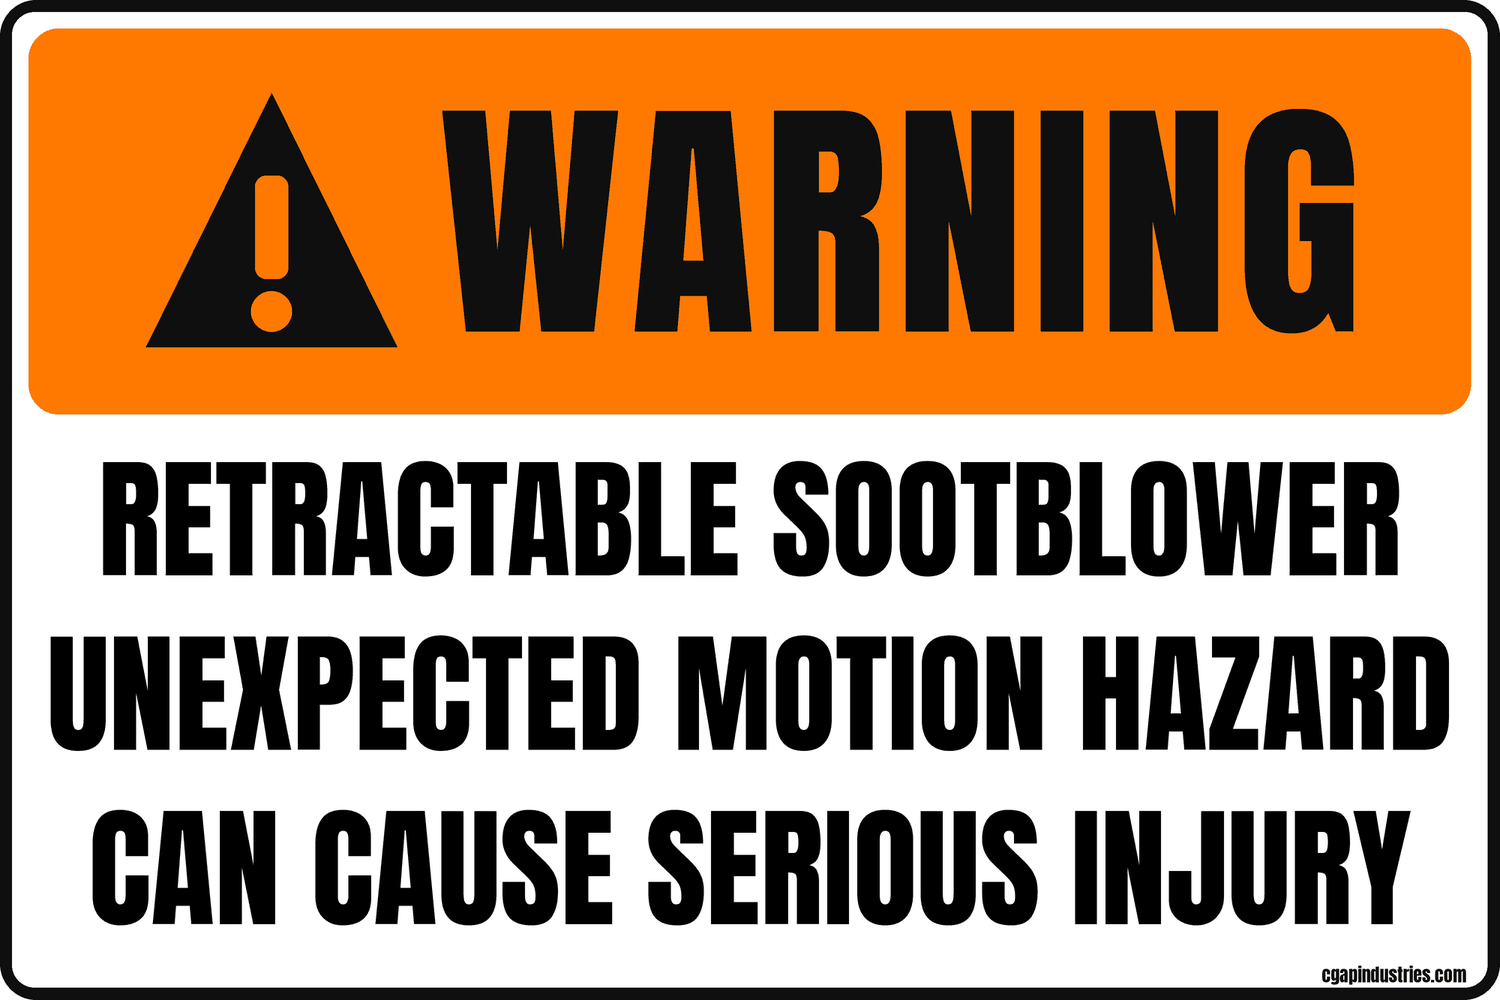 WARNING
RETRACTABLE SOOTBLOWER
UNEXPECTED MOTION HAZARD
CAN CAUSE SERIOUS INJURY
cgapindustries.com